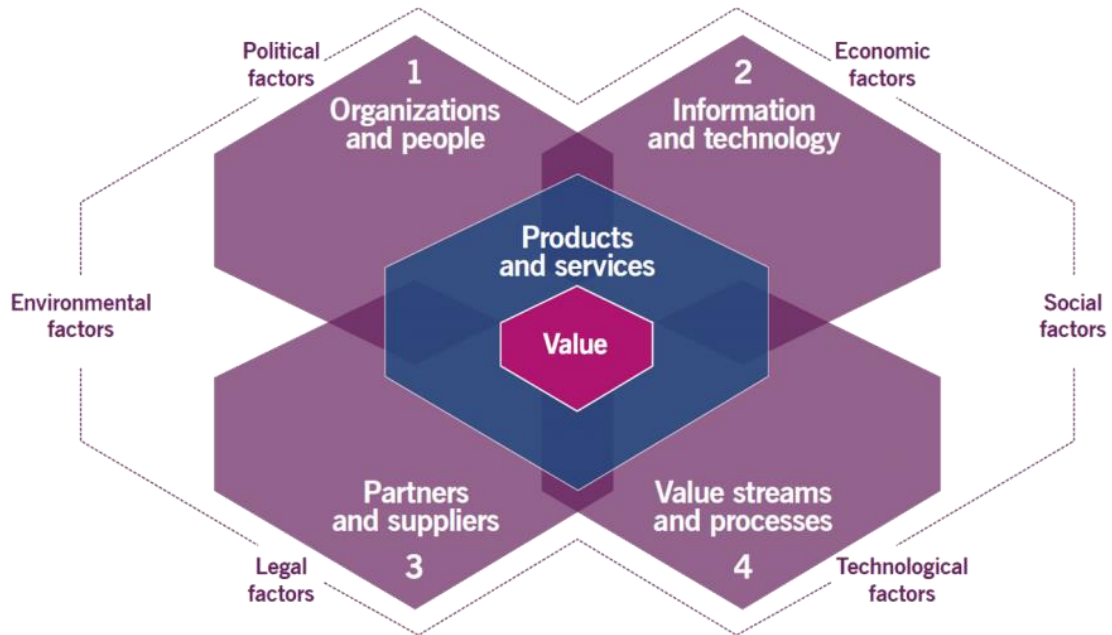 Political
factors
1
Organizations
and people
2
Information
and technology
Economic
factors
Products
and services
Environmental
factors
Value
Social
factors
Partners
and suppliers
3
Value streams
and processes
4
Legal
factors
Technological
factors